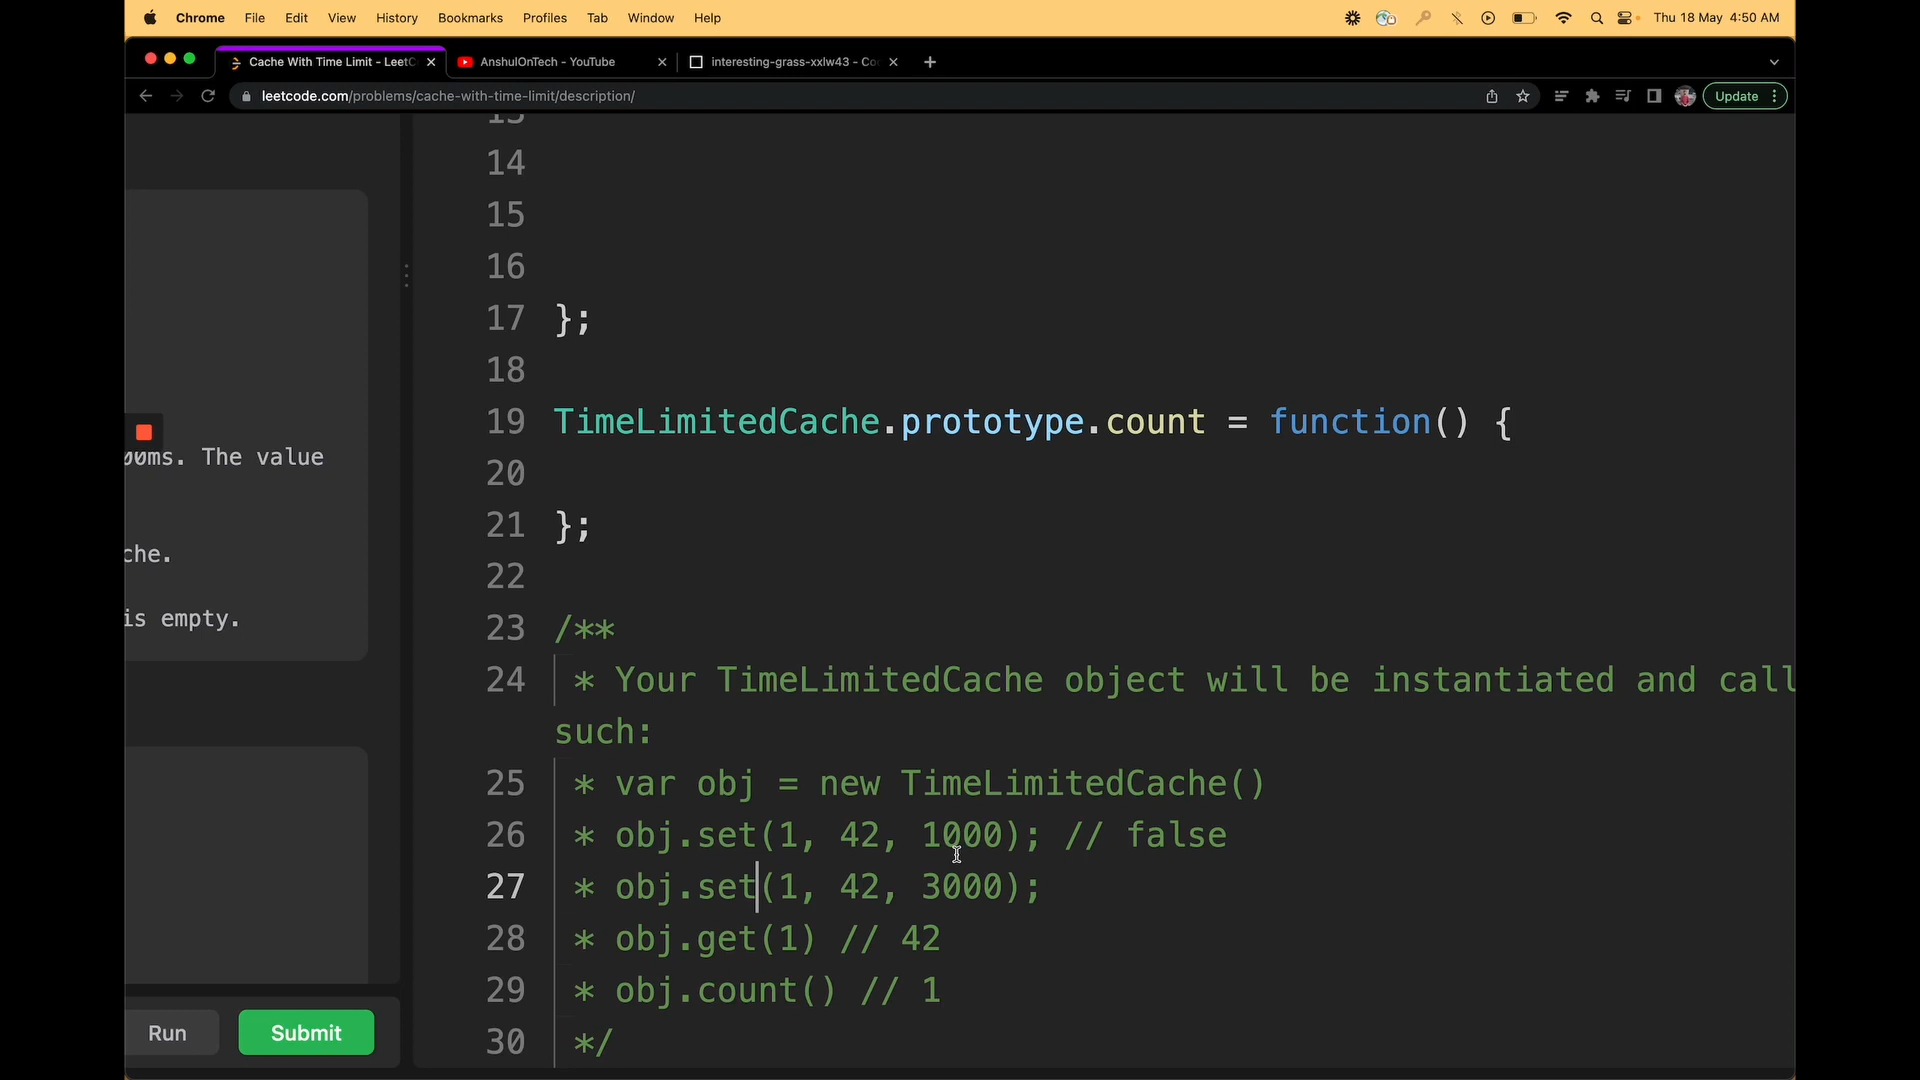 Chrome File Edit View History Bookmarks Profiles Tab Window Help Thu 18 May 4:50 AM
Cache With Time Limit - LeetC AnshulOnTech - YouTube interesting-grass-xxlw43 - Co
leetcode.com/problems/cache-with-time-limit/description/ Update
13
14
15
16
17 };
18
19 TimeLimitedCache.prototype.count = function() {
20
00ms. The value
21 };
che.
22
is empty.
23 /**
24 * Your TimeLimitedCache object will be instantiated and call
such:
25 * var obj = new TimeLimitedCache()
26 * obj.set(1, 42, 1000); // false
27 * obj.set(1, 42, 3000);
28 * obj.get(1) // 42
29 * obj.count() // 1
30 */
Run Submit